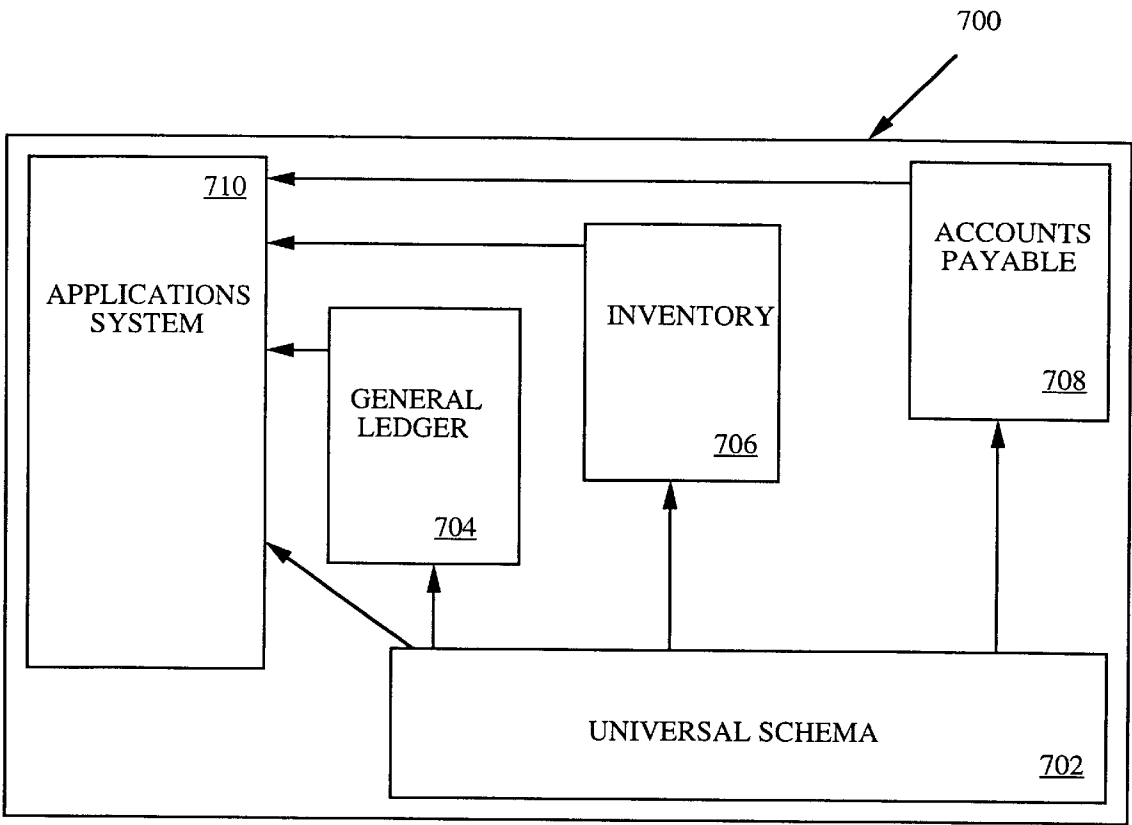 700
710
APPLICATIONS
SYSTEM
GENERAL
LEDGER
704
INVENTORY
706
ACCOUNTS
PAYABLE
708
UNIVERSAL SCHEMA
702